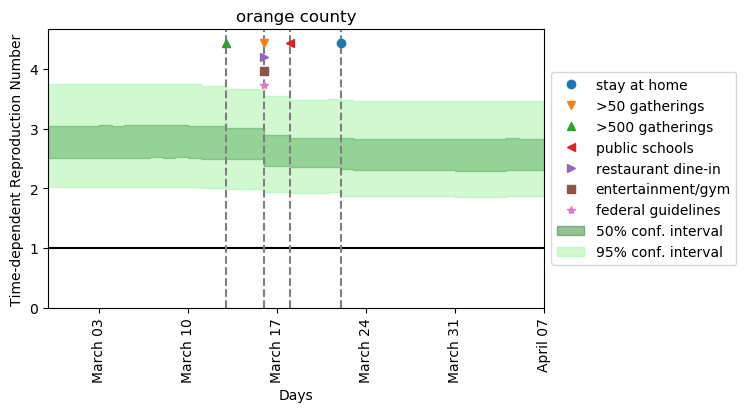 orange county
Time-dependent Reproduction Number
4
3
2
1
0
March 03
March 10
March 17
March 24
March 31
April 07
Days
stay at home
>50 gatherings
>500 gatherings
public schools
restaurant dine-in
entertainment/gym
federal guidelines
50% conf. interval
95% conf. interval